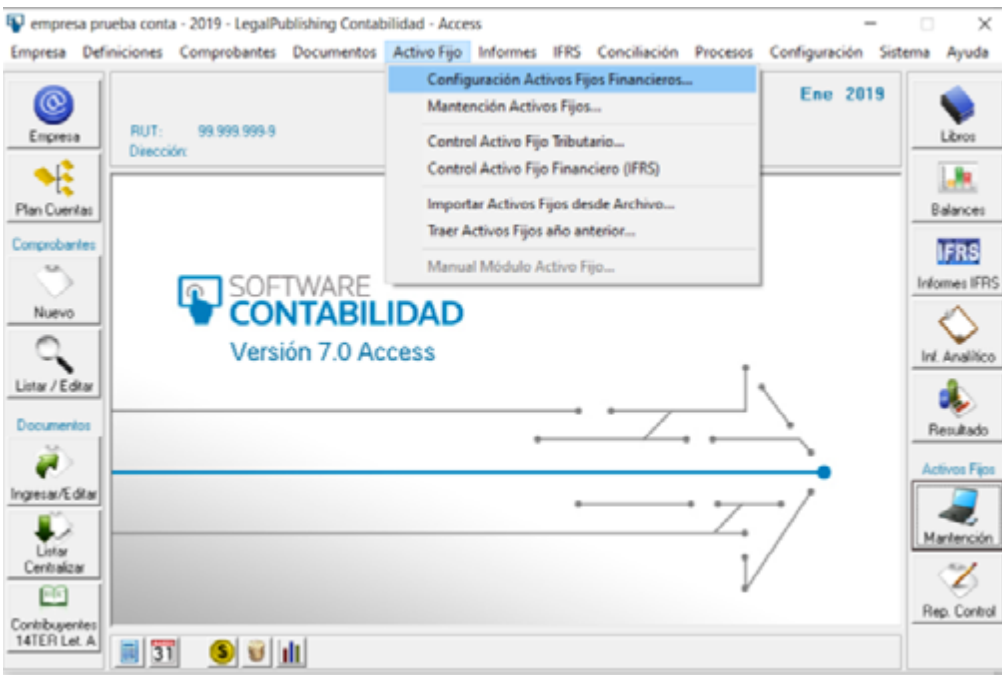 empresa prueba conta - 2019 - LegalPublishing Contabilidad - Access
Empresa Definiciones Comprobantes Documentos Activo Fijo Informes IFRS Conciliación Procesos Configuración Sistema Ayuda
Configuración Activos Fijos Financieros...
Mantención Activos Fijos...
Control Activo Fijo Tributario...
Control Activo Fijo Financiero (IFRS)
Importar Activos Fijos desde Archivo...
Traer Activos Fijos año anterior...
Manual Módulo Activo Fijo...
Ene 2019
RUT: 99.999.999-9
Dirección:
Empresa
Plan Cuentas
Comprobantes
Nuevo
Listar / Editar
Documentos
Ingresar/Editar
Listar
Centralizar
Contribuyentes
14TER Let. A
SOFTWARE
CONTABILIDAD
Versión 7.0 Access
Libros
Balances
IFRS
Informes IFRS
Inf. Analítico
Resultado
Activos Fijos
Mantención
Rep. Control
31
$